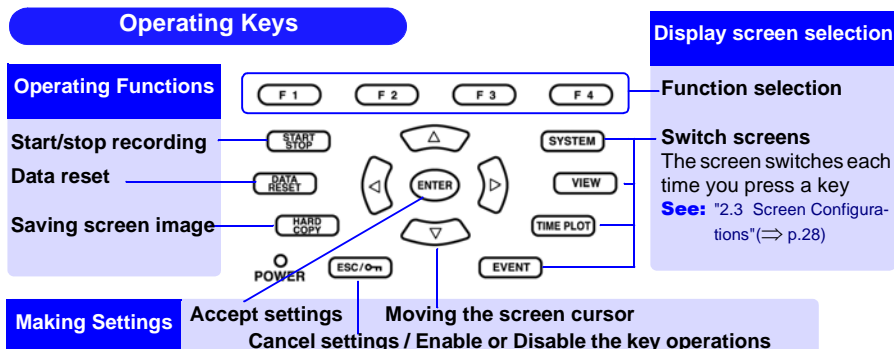 Operating Keys
Display screen selection
Operating Functions
F 1
F 2
F 3
F 4
Function selection
Start/stop recording
START
STOP
SYSTEM
Switch screens
The screen switches each
time you press a key
See: "2.3 Screen Configura-
tions"(⇒ p.28)
Data reset
DATA
RESET
ENTER
VIEW
Saving screen image
HARD
COPY
TIME PLOT
POWER
ESC/
EVENT
Making Settings
Accept settings
Moving the screen cursor
Cancel settings / Enable or Disable the key operations